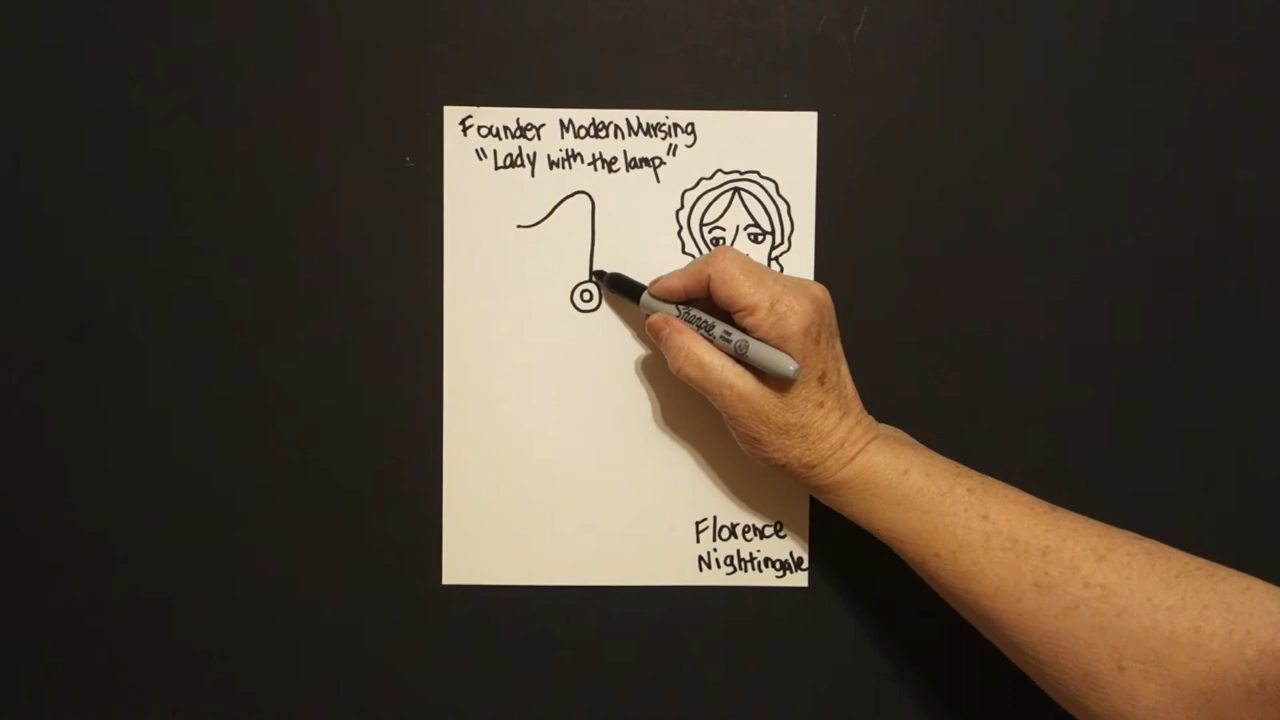 Founder Modern Nursing
"Lady with the lamp"
Sharpie
Florence
Nightingale